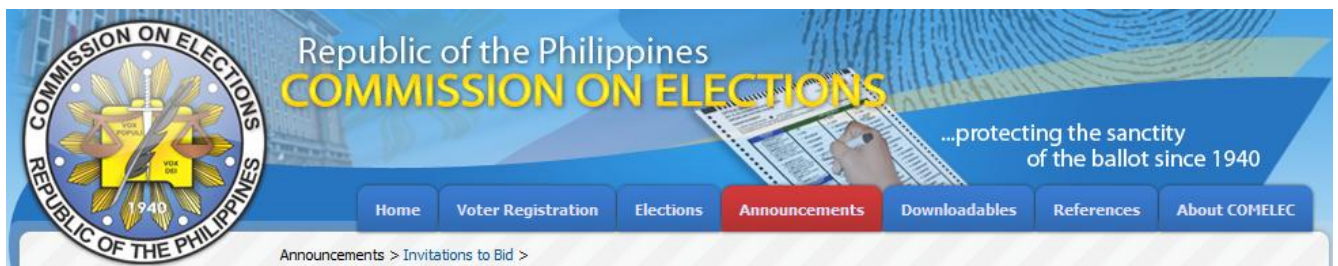 COMMISSION ON ELECTIONS
REPUBLIC OF THE PHILIPPINES
VOX
POPULI
VOX
DEI
1940
Republic of the Philippines
COMMISSION ON ELECTIONS
...protecting the sanctity
of the ballot since 1940
Home Voter Registration Elections Announcements Downloadables References About COMELEC
Announcements > Invitations to Bid >